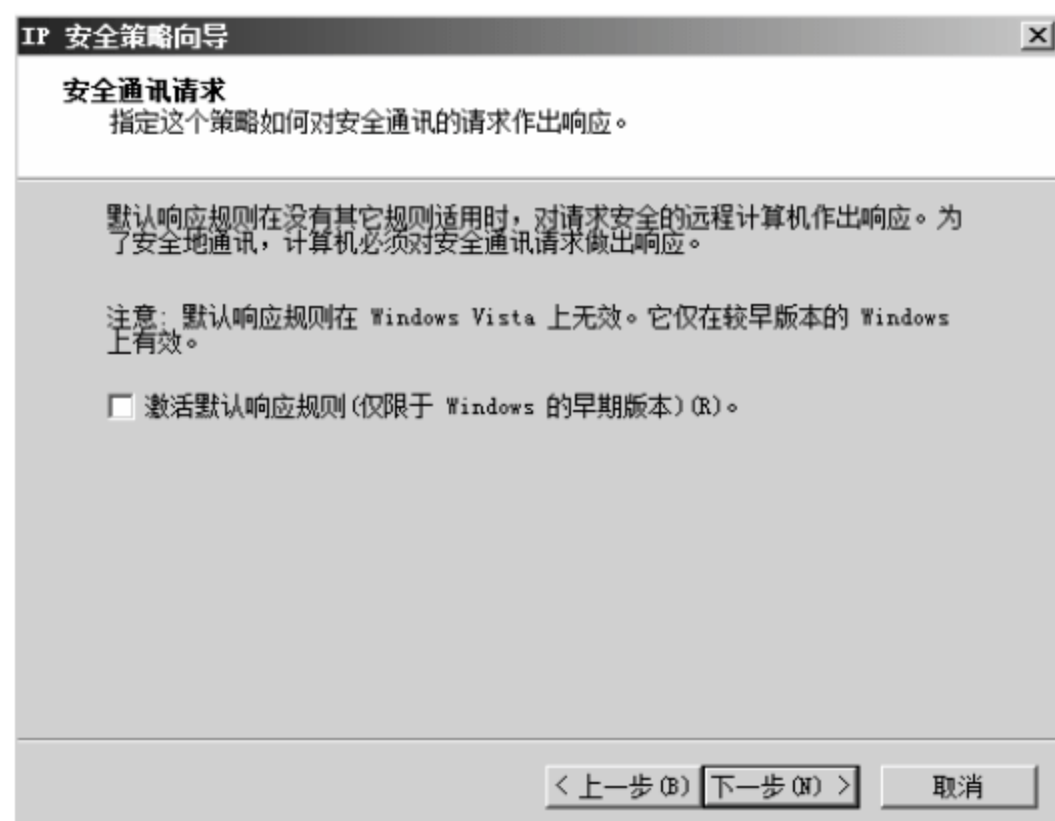 IP 安全策略向导
安全通讯请求
指定这个策略如何对安全通讯的请求作出响应。
默认响应规则在没有其它规则适用时，对请求安全的远程计算机作出响应。为
了安全地通讯，计算机必须对安全通讯请求做出响应。
注意: 默认响应规则在 Windows Vista 上无效。它仅在较早版本的 Windows
上有效。
激活默认响应规则(仅限于 Windows 的早期版本)(R)。
< 上一步(B) 下一步(N) > 取消